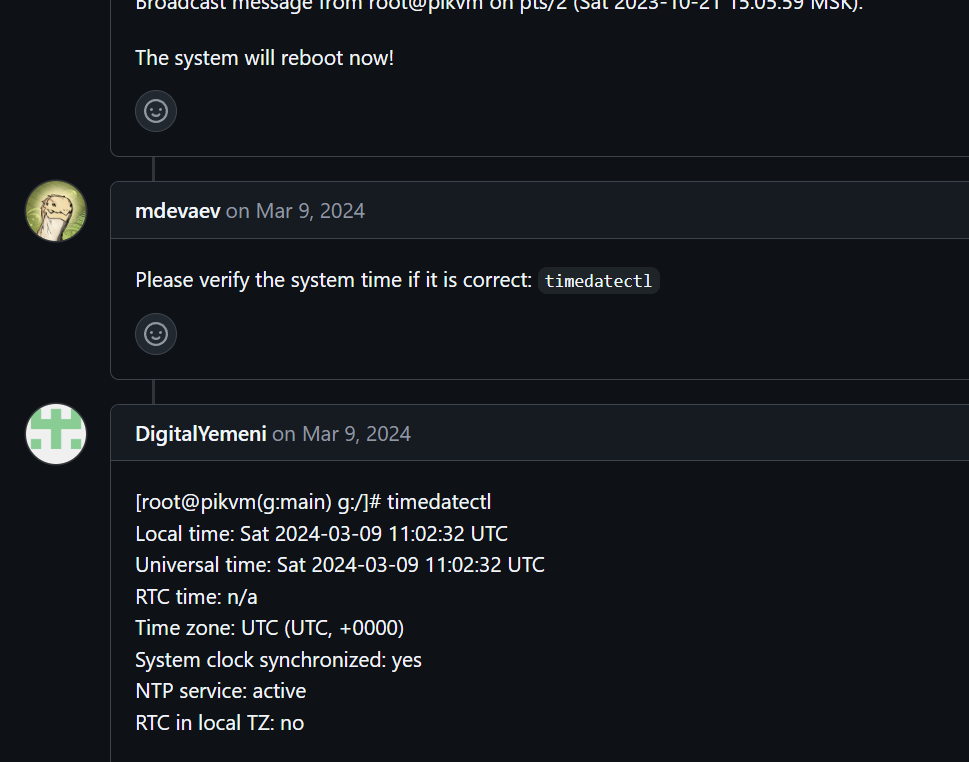 Broadcast message from root@pikvm on pts/2 (Sat 2023-10-21 15:05:59 MSK):
The system will reboot now!
mdevaev on Mar 9, 2024
Please verify the system time if it is correct: timedatectl
DigitalYemeni on Mar 9, 2024
[root@pikvm(g:main) g:/]# timedatectl
Local time: Sat 2024-03-09 11:02:32 UTC
Universal time: Sat 2024-03-09 11:02:32 UTC
RTC time: n/a
Time zone: UTC (UTC, +0000)
System clock synchronized: yes
NTP service: active
RTC in local TZ: no